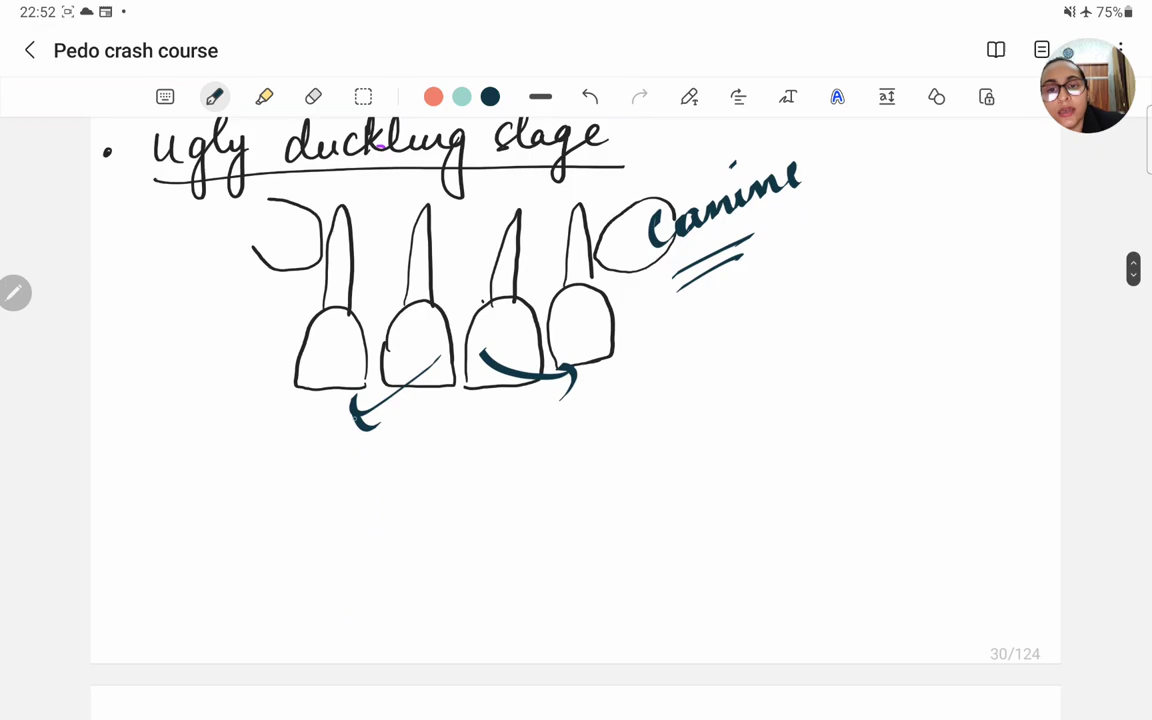 22:52
75%
Pedo crash course
• Ugly duckling stage
Canine
30/124